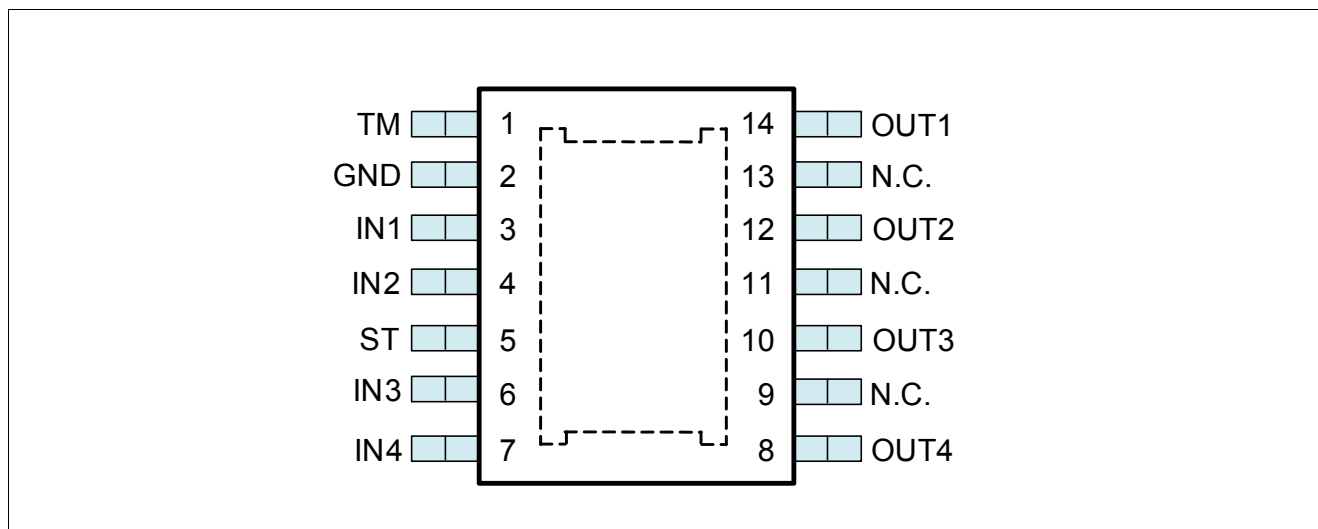 TM 1 14 OUT1
GND 2 13 N.C.
IN1 3 12 OUT2
IN2 4 11 N.C.
ST 5 10 OUT3
IN3 6 9 N.C.
IN4 7 8 OUT4